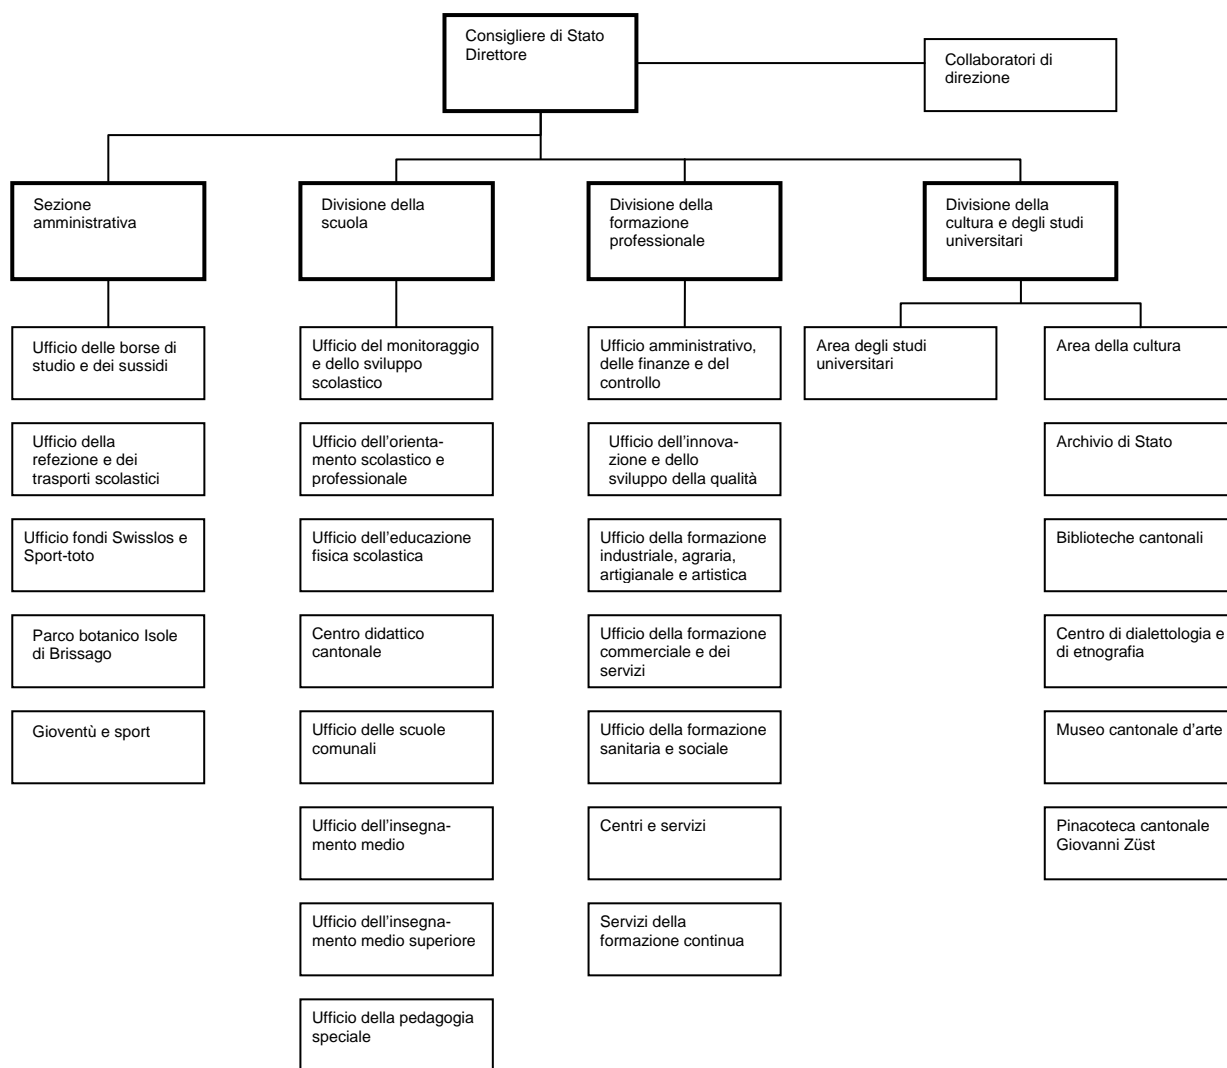 Consigliere di Stato
Direttore
Collaboratori di
direzione
Sezione
amministrativa
Divisione della
scuola
Divisione della
formazione
professionale
Divisione della
cultura e degli studi
universitari
Ufficio delle borse di
studio e dei sussidi
Ufficio del monitoraggio
e dello sviluppo
scolastico
Ufficio amministrativo,
delle finanze e del
controllo
Area degli studi
universitari
Area della cultura
Ufficio della
refezione e dei
trasporti scolastici
Ufficio dell'orienta-
mento scolastico e
professionale
Ufficio dell'innova-
zione e dello
sviluppo della qualità
Archivio di Stato
Ufficio fondi Swisslos e
Sport-toto
Ufficio dell'educazione
fisica scolastica
Ufficio della formazione
industriale, agraria,
artigianale e artistica
Biblioteche cantonali
Parco botanico Isole
di Brissago
Centro didattico
cantonale
Ufficio della formazione
commerciale e dei
servizi
Centro di dialettologia e
di etnografia
Gioventù e sport
Ufficio delle scuole
comunali
Ufficio della formazione
sanitaria e sociale
Museo cantonale d'arte
Ufficio dell'insegna-
mento medio
Centri e servizi
Pinacoteca cantonale
Giovanni Züst
Ufficio dell'insegna-
mento medio superiore
Servizi della
formazione continua
Ufficio della pedagogia
speciale